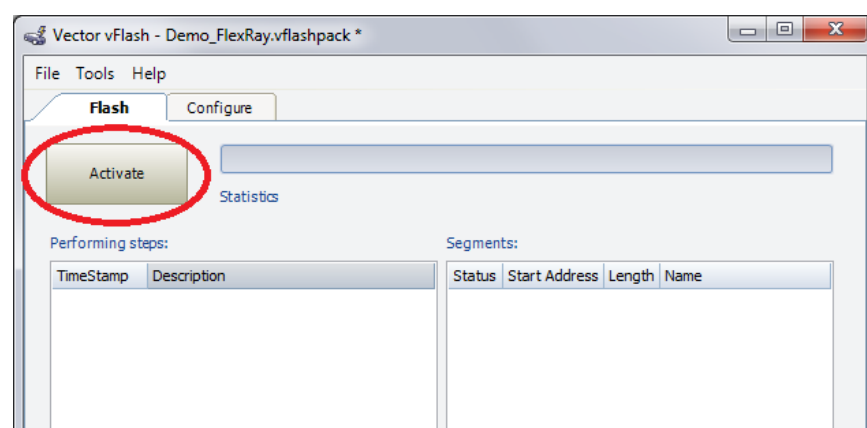 Vector vFlash - Demo_FlexRay.vflashpack *
File Tools Help
Flash Configure
Activate
Statistics
Performing steps: Segments:
TimeStamp Description Status Start Address Length Name